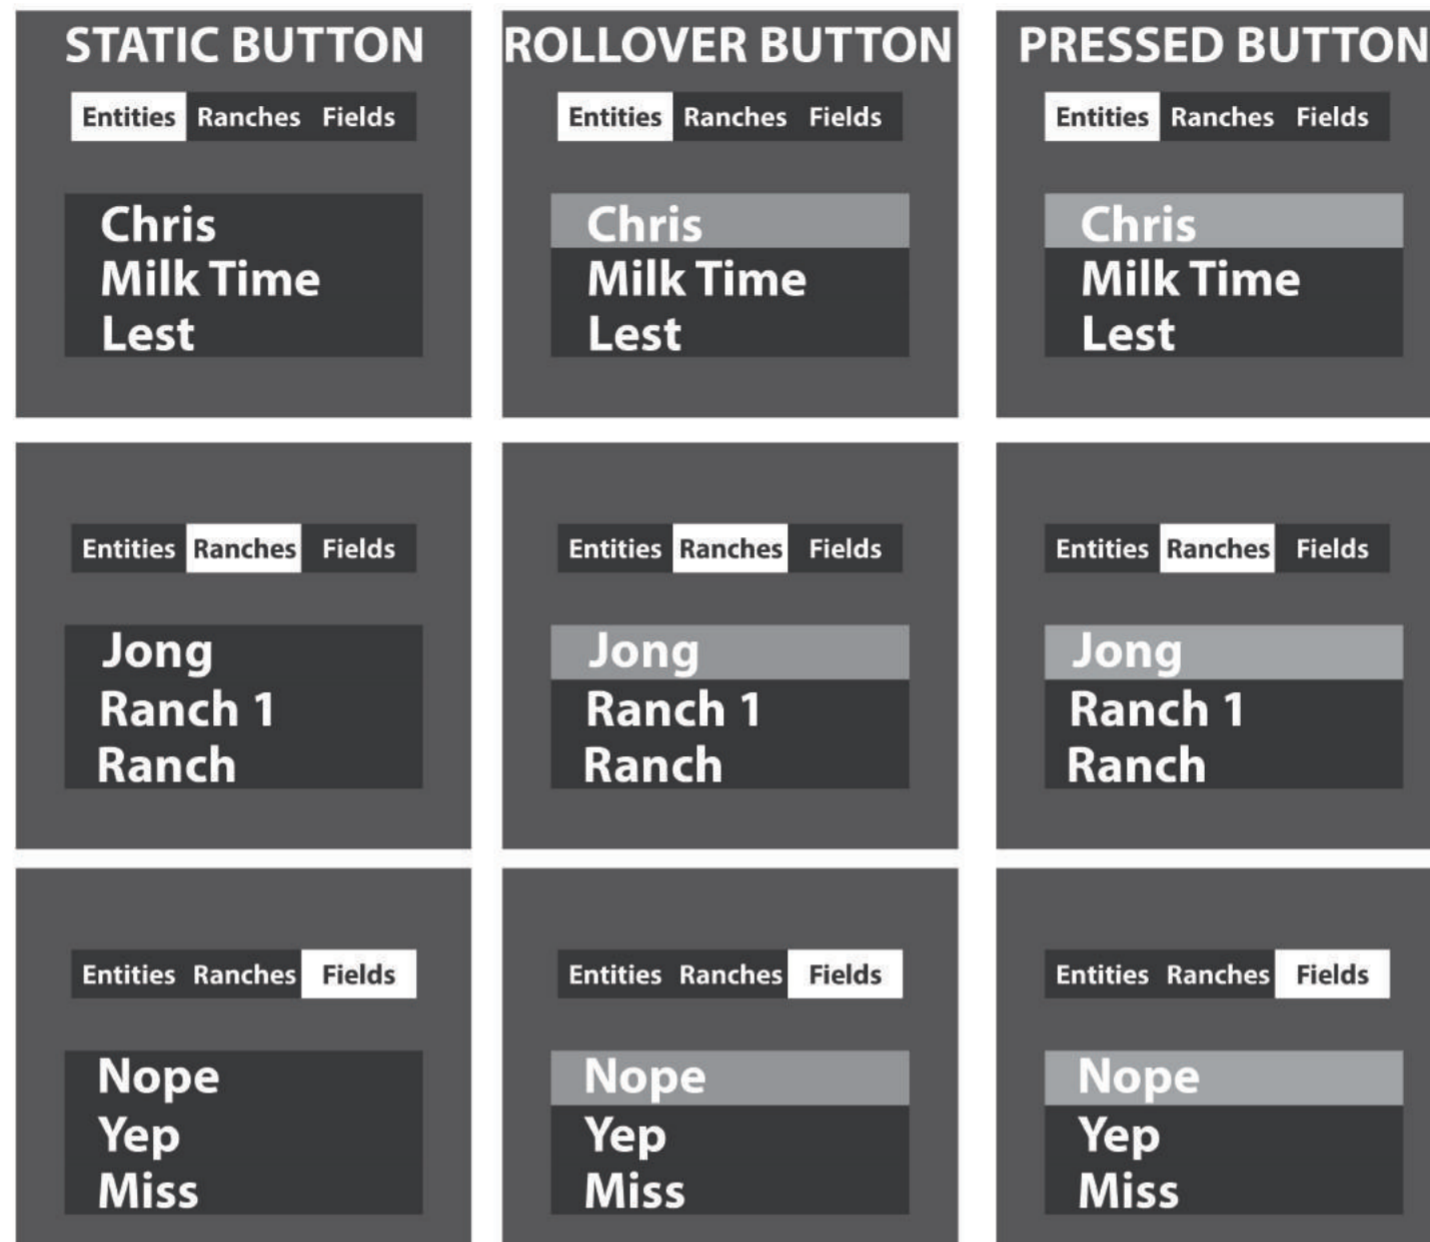 STATIC BUTTON ROLLOVER BUTTON PRESSED BUTTON
Entities Ranches Fields Entities Ranches Fields Entities Ranches Fields
Chris Chris Chris
Milk Time Milk Time Milk Time
Lest Lest Lest
Entities Ranches Fields Entities Ranches Fields Entities Ranches Fields
Jong Jong Jong
Ranch 1 Ranch 1 Ranch 1
Ranch Ranch Ranch
Entities Ranches Fields Entities Ranches Fields Entities Ranches Fields
Nope Nope Nope
Yep Yep Yep
Miss Miss Miss